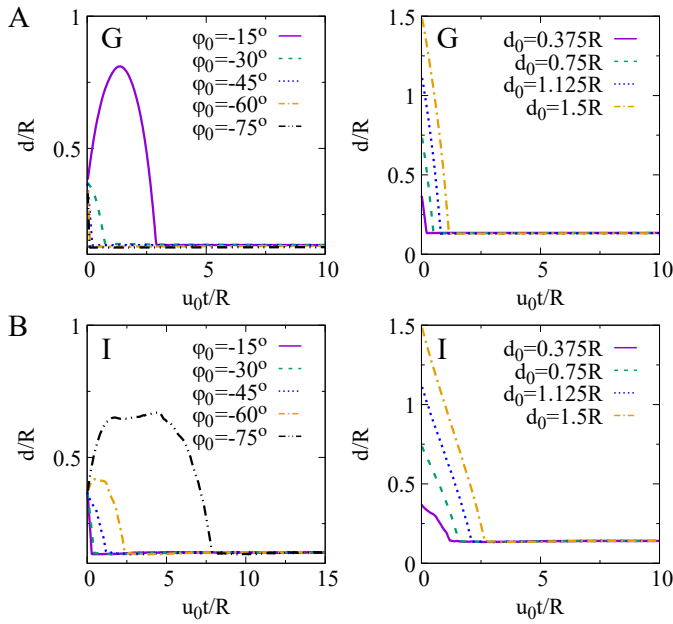 A
G
φ₀=-15º
φ₀=-30º
φ₀=-45º
φ₀=-60º
φ₀=-75º
1
0.5
0
5
10
d/R
u₀t/R
G
d₀=0.375R
d₀=0.75R
d₀=1.125R
d₀=1.5R
1.5
1
0.5
0
0
5
10
d/R
u₀t/R
B
I
φ₀=-15º
φ₀=-30º
φ₀=-45º
φ₀=-60º
φ₀=-75º
1
0.5
0
5
10
15
d/R
u₀t/R
I
d₀=0.375R
d₀=0.75R
d₀=1.125R
d₀=1.5R
1.5
1
0.5
0
0
5
10
d/R
u₀t/R